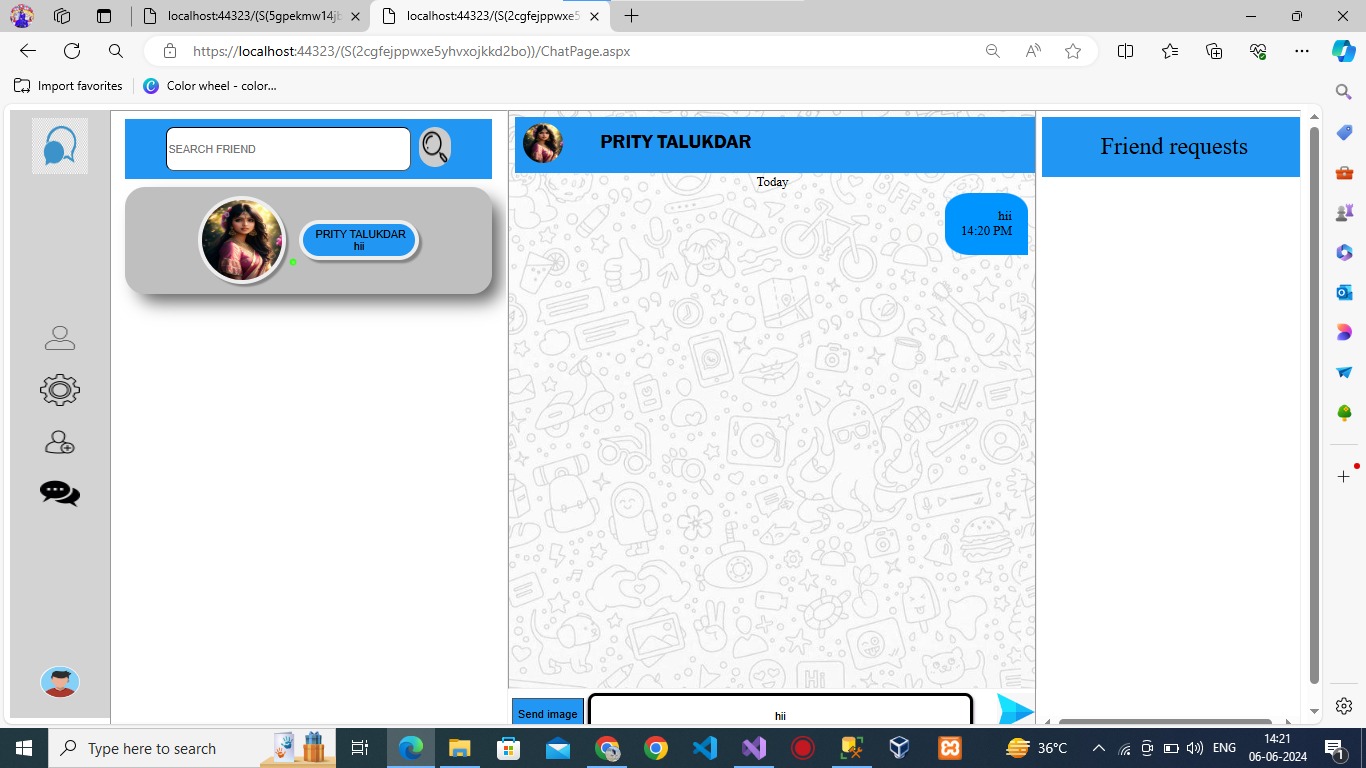 localhost:44323/(S(5gpekmw14jb
localhost:44323/(S(2cgfejppwxe5
https://localhost:44323/(S(2cgfejppwxe5yhvxojkkd2bo))/ChatPage.aspx
Import favorites
Color wheel - color...
SEARCH FRIEND
PRITY TALUKDAR
hii
PRITY TALUKDAR
Today
hii
14:20 PM
Hi
Send image
hii
Friend requests
Type here to search
36°C
ENG
14:21
06-06-2024
1